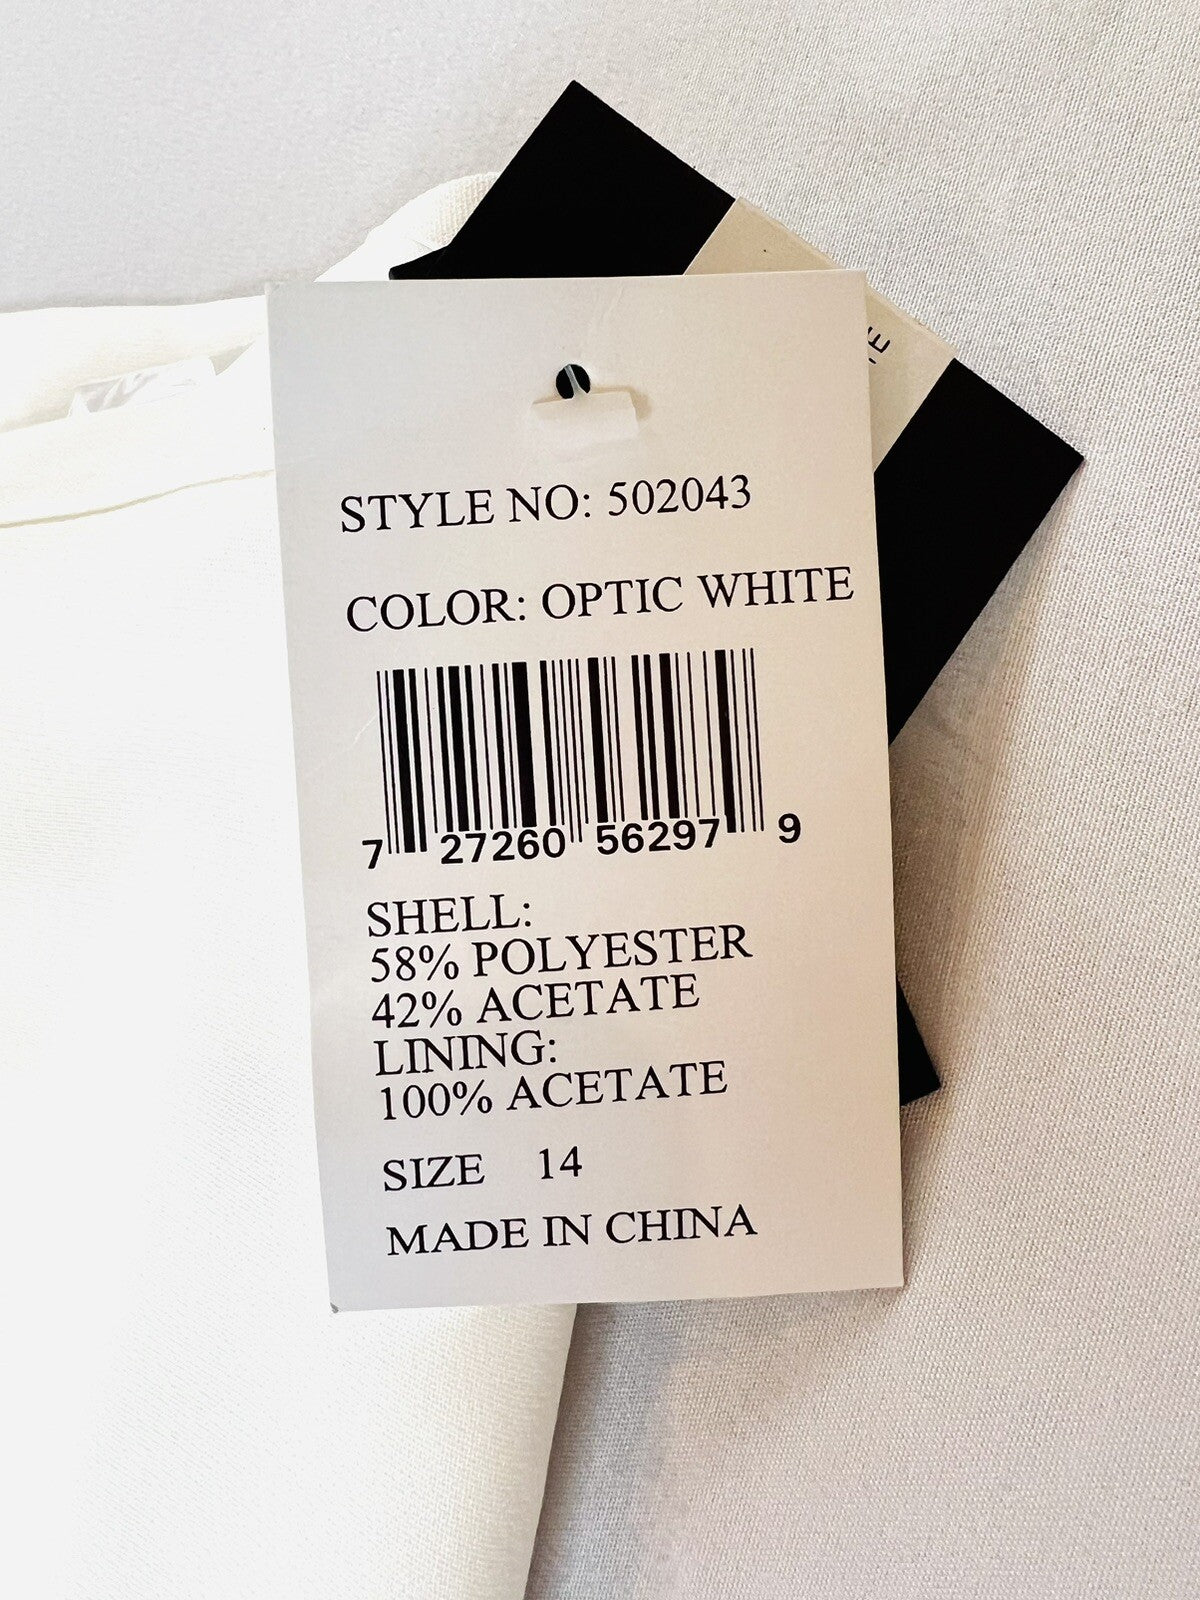 STYLE NO: 502043
COLOR: OPTIC WHITE
7 27260 56297 9
SHELL:
58% POLYESTER
42% ACETATE
LINING:
100% ACETATE
SIZE 14
MADE IN CHINA